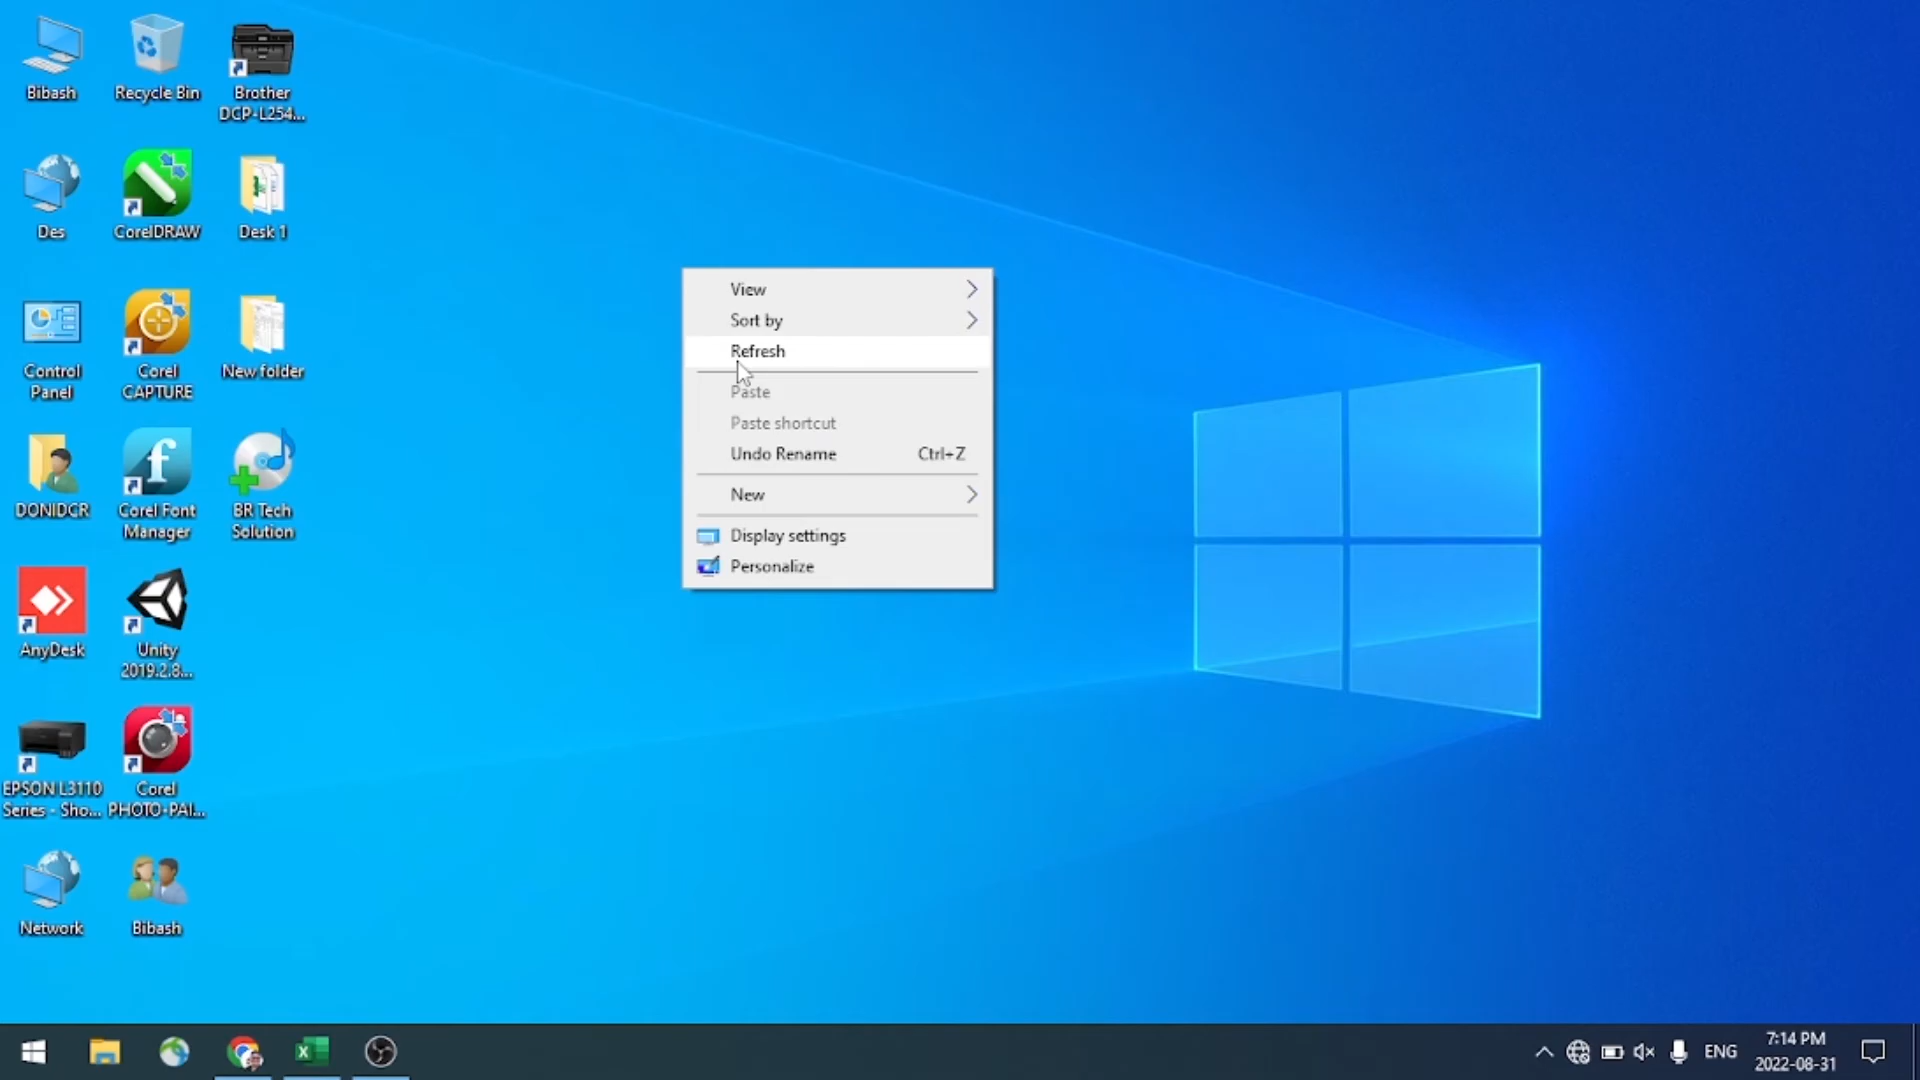 Bibash
Recycle Bin
Brother
DCP-L254...
Des
CorelDRAW
Desk 1
Control
Panel
Corel
CAPTURE
New folder
DONIDCR
Corel Font
Manager
BR Tech
Solution
AnyDesk
Unity
2019.2.8...
EPSON L3110
Series - Sho...
Corel
PHOTO-PAI...
Network
Bibash
View
Sort by
Refresh
Paste
Paste shortcut
Undo Rename Ctrl+Z
New
Display settings
Personalize
ENG
7:14 PM
2022-08-31